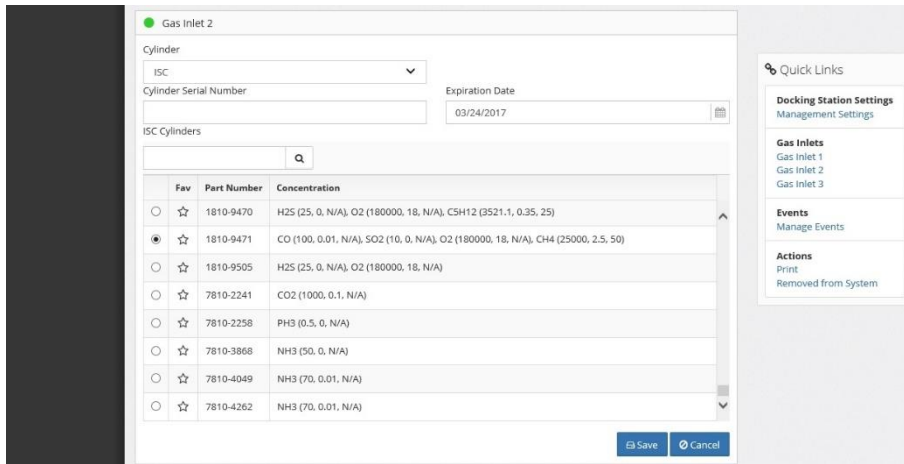 Gas Inlet 2
Cylinder
ISC
Cylinder Serial Number
Expiration Date
03/24/2017
ISC Cylinders
Fav Part Number Concentration
1810-9470 H2S (25, 0, N/A), O2 (180000, 18, N/A), C5H12 (3521.1, 0.35, 25)
1810-9471 CO (100, 0.01, N/A), SO2 (10, 0, N/A), O2 (180000, 18, N/A), CH4 (25000, 2.5, 50)
1810-9505 H2S (25, 0, N/A), O2 (180000, 18, N/A)
7810-2241 CO2 (1000, 0.1, N/A)
7810-2258 PH3 (0.5, 0, N/A)
7810-3868 NH3 (50, 0, N/A)
7810-4049 NH3 (70, 0.01, N/A)
7810-4262 NH3 (70, 0.01, N/A)
Save Cancel
Quick Links
Docking Station Settings
Management Settings
Gas Inlets
Gas Inlet 1
Gas Inlet 2
Gas Inlet 3
Events
Manage Events
Actions
Print
Removed from System